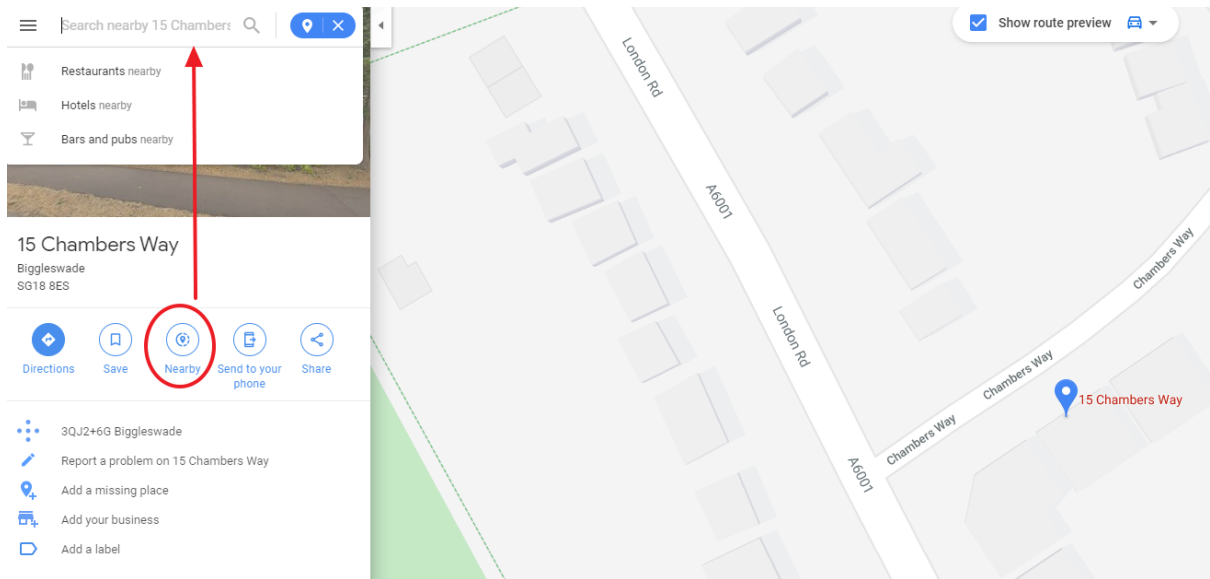 Search nearby 15 Chambers
Restaurants nearby
Hotels nearby
Bars and pubs nearby
15 Chambers Way
Biggleswade
SG18 8ES
Directions
Save
Nearby
Send to your
phone
Share
3QJ2+6G Biggleswade
Report a problem on 15 Chambers Way
Add a missing place
Add your business
Add a label
Show route preview
London Rd
A6001
Chambers Way
London Rd
Chambers Way
15 Chambers Way
Chambers Way
A6001